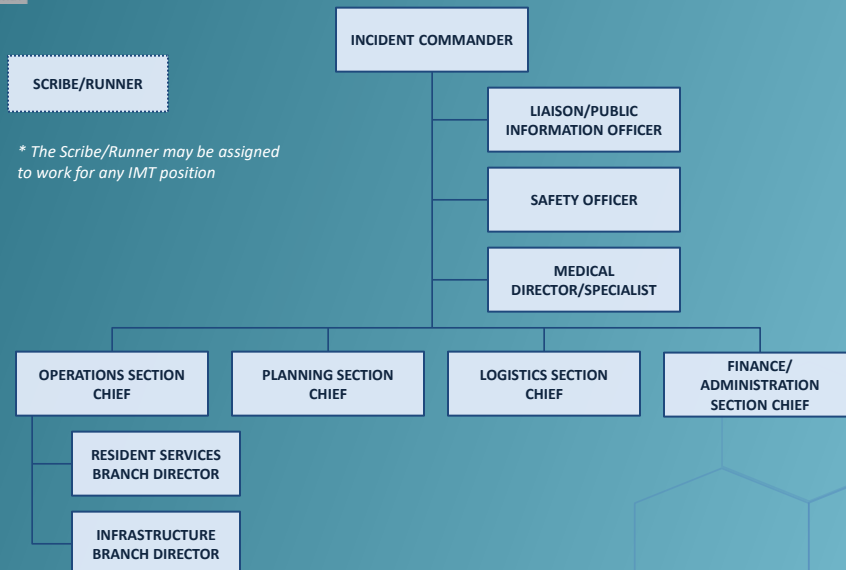 INCIDENT COMMANDER
SCRIBE/RUNNER
* The Scribe/Runner may be assigned
to work for any IMT position
LIAISON/PUBLIC
INFORMATION OFFICER
SAFETY OFFICER
MEDICAL
DIRECTOR/SPECIALIST
OPERATIONS SECTION
CHIEF
PLANNING SECTION
CHIEF
LOGISTICS SECTION
CHIEF
FINANCE/
ADMINISTRATION
SECTION CHIEF
RESIDENT SERVICES
BRANCH DIRECTOR
INFRASTRUCTURE
BRANCH DIRECTOR